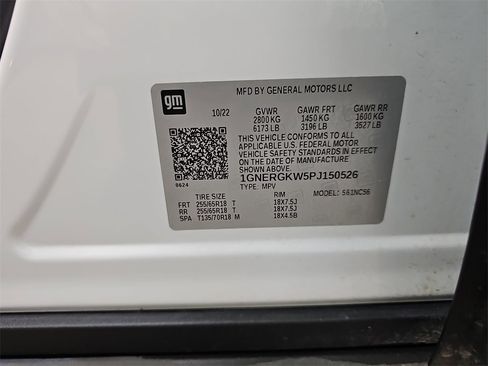 gm
MFD BY GENERAL MOTORS LLC
10/22 GVWR GAWR FRT GAWR RR
2800 KG 1450 KG 1600 KG
6173 LB 3196 LB 3527 LB
THIS VEHICLE CONFORMS TO ALL
APPLICABLE U.S. FEDERAL MOTOR
VEHICLE SAFETY STANDARDS IN EFFECT
ON THE DATE OF MANUFACTURE
SHOWN ABOVE.
1GNERGKW5PJ150526
0624 TYPE: MPV MODEL: 561NC56
TIRE SIZE RIM
FRT 255/65R18 T 18X7.5J
RR 255/65R18 T 18X7.5J
SPA T135/70R18 M 18X4.5B